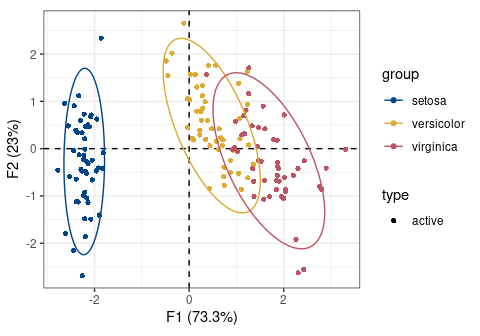 2
1
0
-1
-2
-2
0
2
F2 (23%)
F1 (73.3%)
group
setosa
versicolor
virginica
type
active